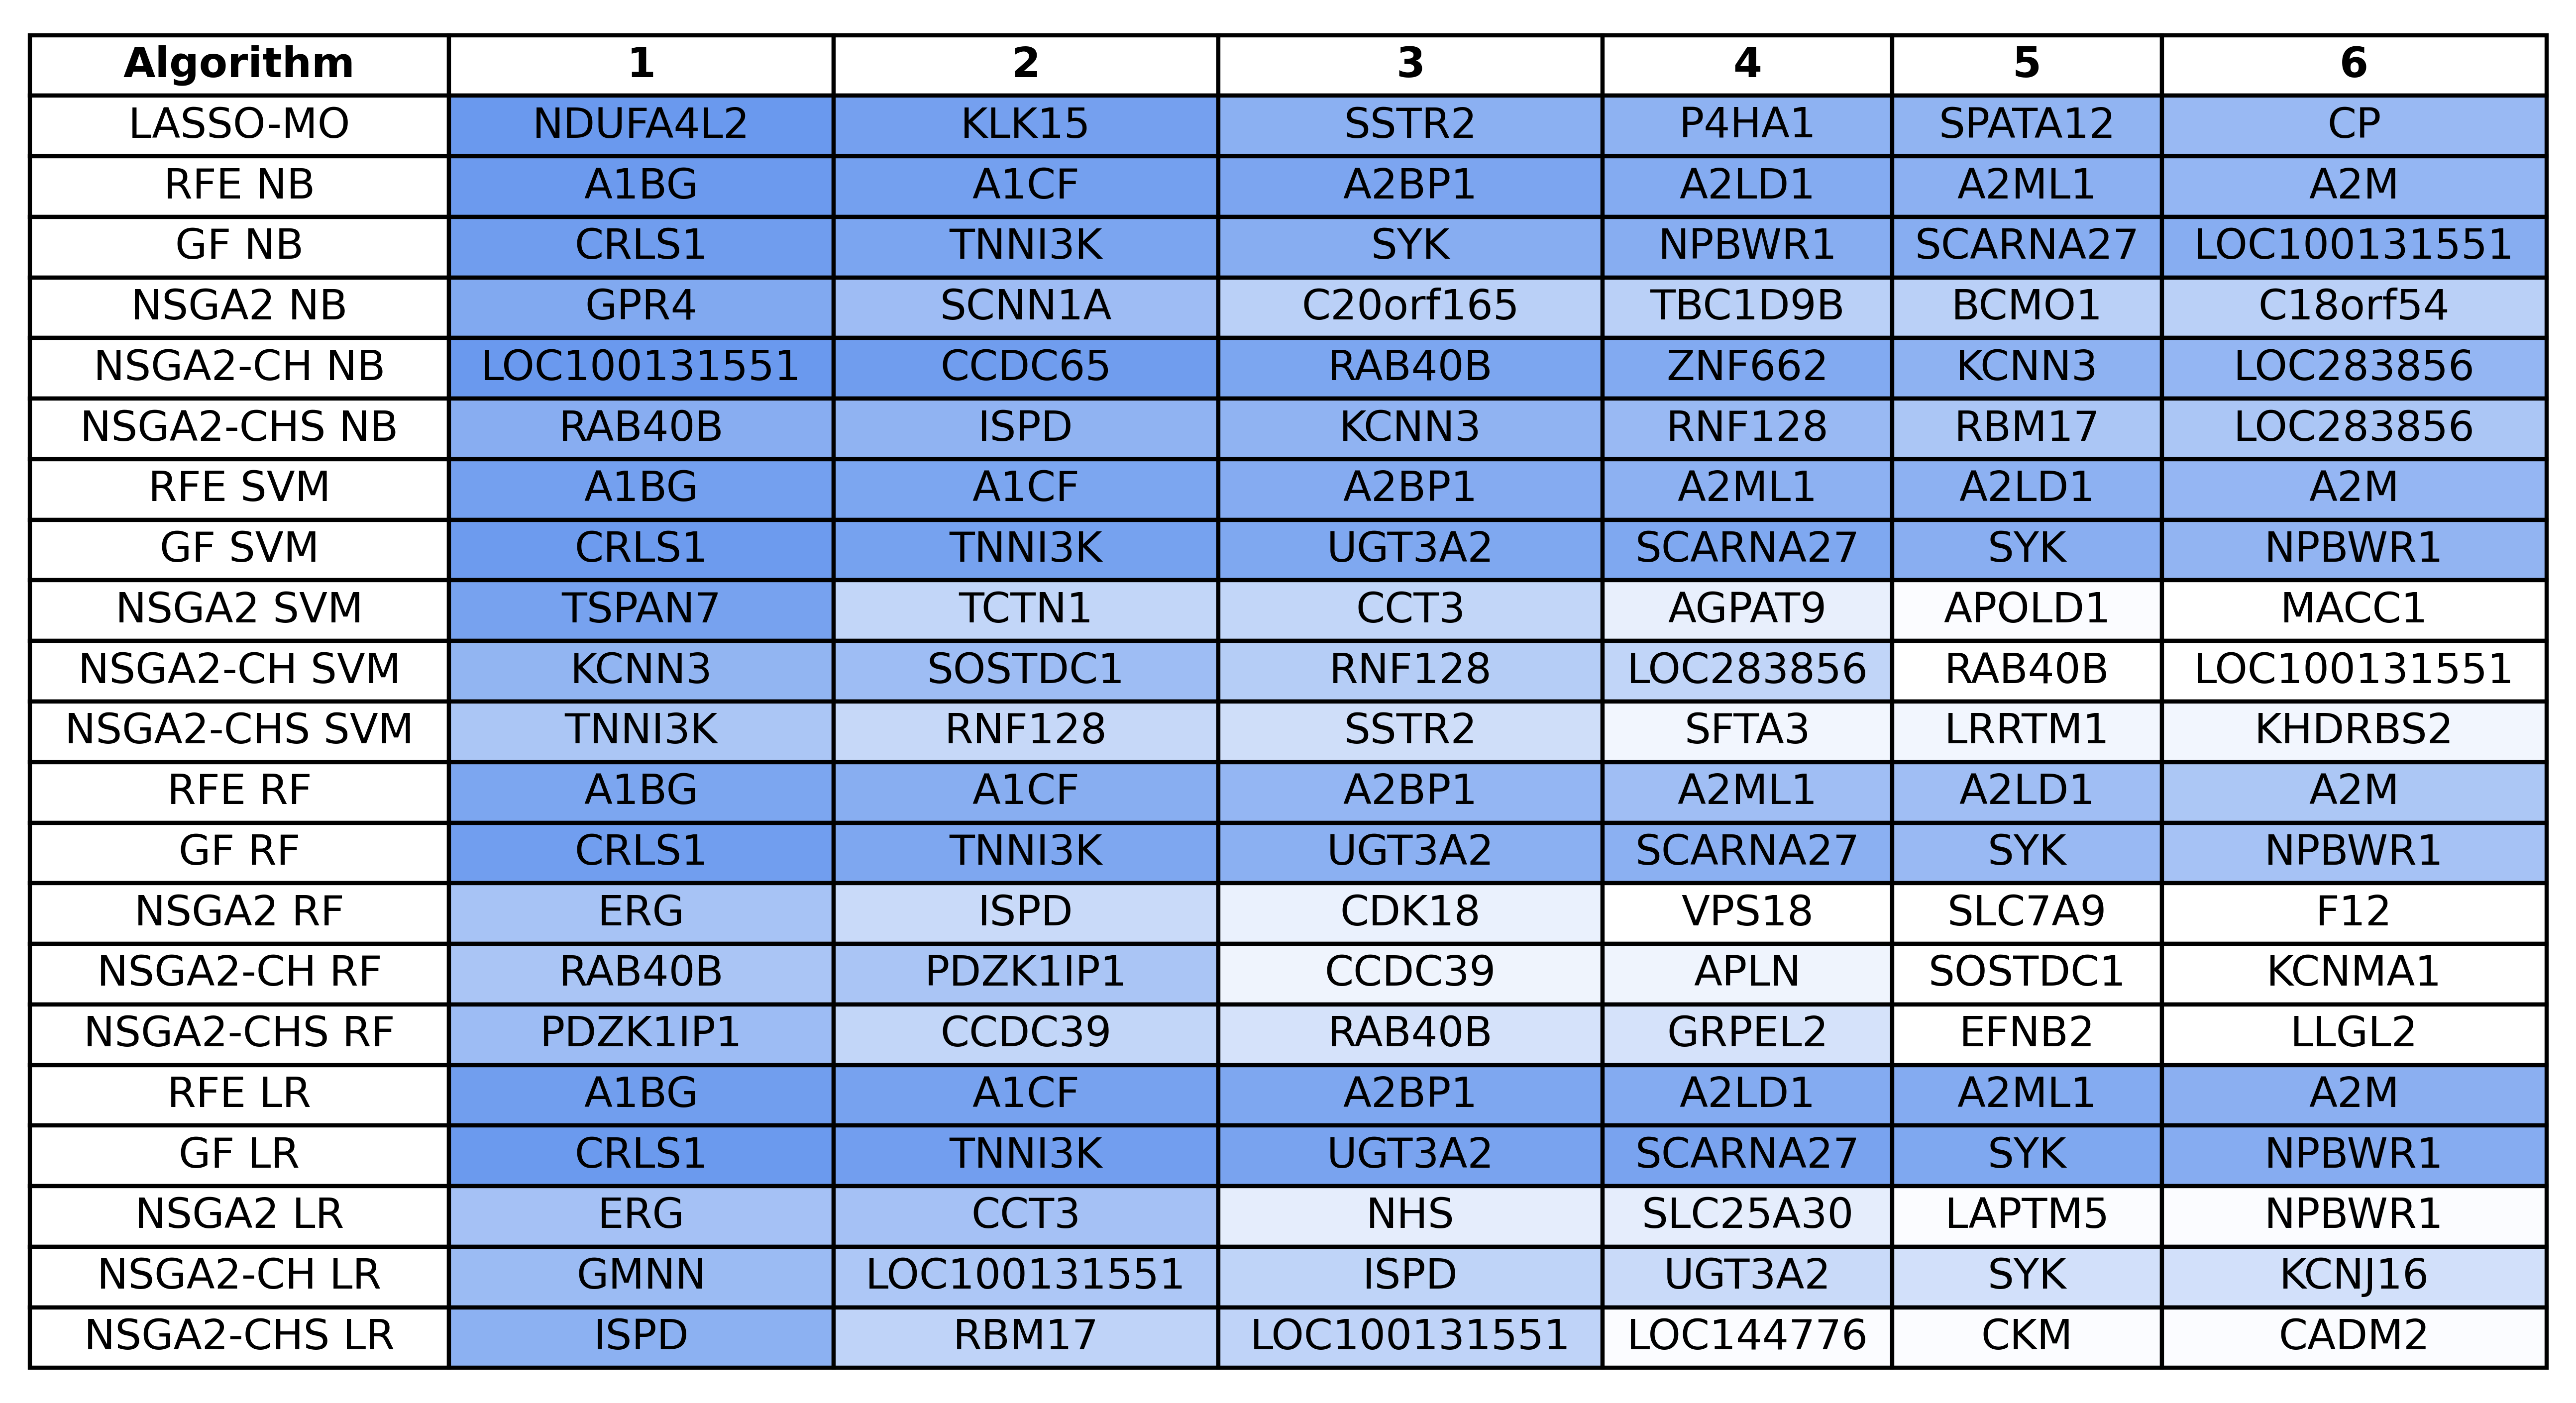 Algorithm 1 2 3 4 5 6
LASSO-MO NDUFA4L2 KLK15 SSTR2 P4HA1 SPATA12 CP
RFE NB A1BG A1CF A2BP1 A2LD1 A2ML1 A2M
GF NB CRLS1 TNNI3K SYK NPBWR1 SCARNA27 LOC100131551
NSGA2 NB GPR4 SCNN1A C20orf165 TBC1D9B BCMO1 C18orf54
NSGA2-CH NB LOC100131551 CCDC65 RAB40B ZNF662 KCNN3 LOC283856
NSGA2-CHS NB RAB40B ISPD KCNN3 RNF128 RBM17 LOC283856
RFE SVM A1BG A1CF A2BP1 A2ML1 A2LD1 A2M
GF SVM CRLS1 TNNI3K UGT3A2 SCARNA27 SYK NPBWR1
NSGA2 SVM TSPAN7 TCTN1 CCT3 AGPAT9 APOLD1 MACC1
NSGA2-CH SVM KCNN3 SOSTDC1 RNF128 LOC283856 RAB40B LOC100131551
NSGA2-CHS SVM TNNI3K RNF128 SSTR2 SFTA3 LRRTM1 KHDRBS2
RFE RF A1BG A1CF A2BP1 A2ML1 A2LD1 A2M
GF RF CRLS1 TNNI3K UGT3A2 SCARNA27 SYK NPBWR1
NSGA2 RF ERG ISPD CDK18 VPS18 SLC7A9 F12
NSGA2-CH RF RAB40B PDZK1IP1 CCDC39 APLN SOSTDC1 KCNMA1
NSGA2-CHS RF PDZK1IP1 CCDC39 RAB40B GRPEL2 EFNB2 LLGL2
RFE LR A1BG A1CF A2BP1 A2LD1 A2ML1 A2M
GF LR CRLS1 TNNI3K UGT3A2 SCARNA27 SYK NPBWR1
NSGA2 LR ERG CCT3 NHS SLC25A30 LAPTM5 NPBWR1
NSGA2-CH LR GMNN LOC100131551 ISPD UGT3A2 SYK KCNJ16
NSGA2-CHS LR ISPD RBM17 LOC100131551 LOC144776 CKM CADM2